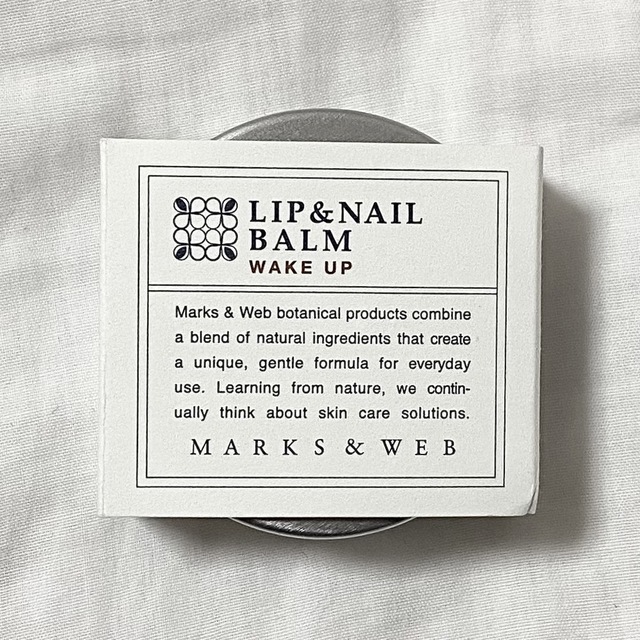 LIP&NAIL
BALM
WAKE UP
Marks & Web botanical products combine
a blend of natural ingredients that create
a unique, gentle formula for everyday
use. Learning from nature, we contin-
ually think about skin care solutions.
MARKS & WEB